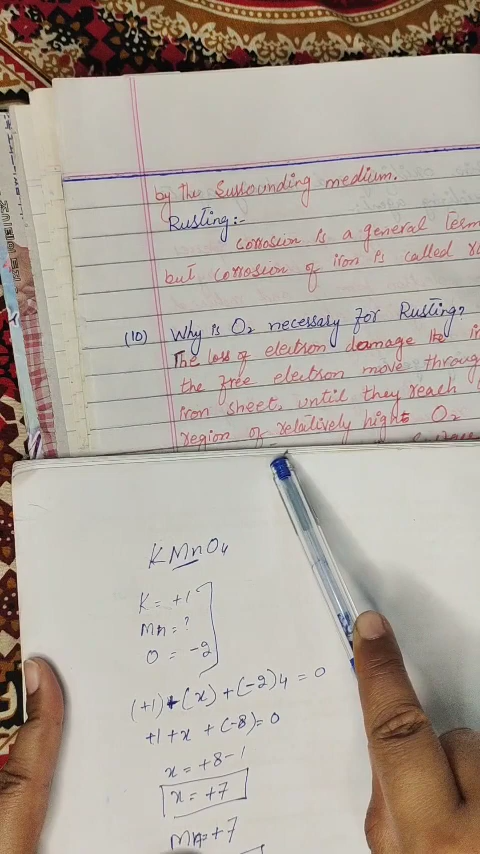 by the Surrounding medium.
Rusting:-
Corrosion is a general Term
but corrosion of iron is called
(10) Why is O₂ necessary for Rusting?
The loss of electron damage the
the free electron move
iron sheet, until they reach
region of relatively high O₂
KMnO₄
K = +1
Mn = ?
O = -2
(+1) + (x) + (-2)4 = 0
+1 + x + (-8) = 0
x = +8 - 1
x = +7
Mn = +7